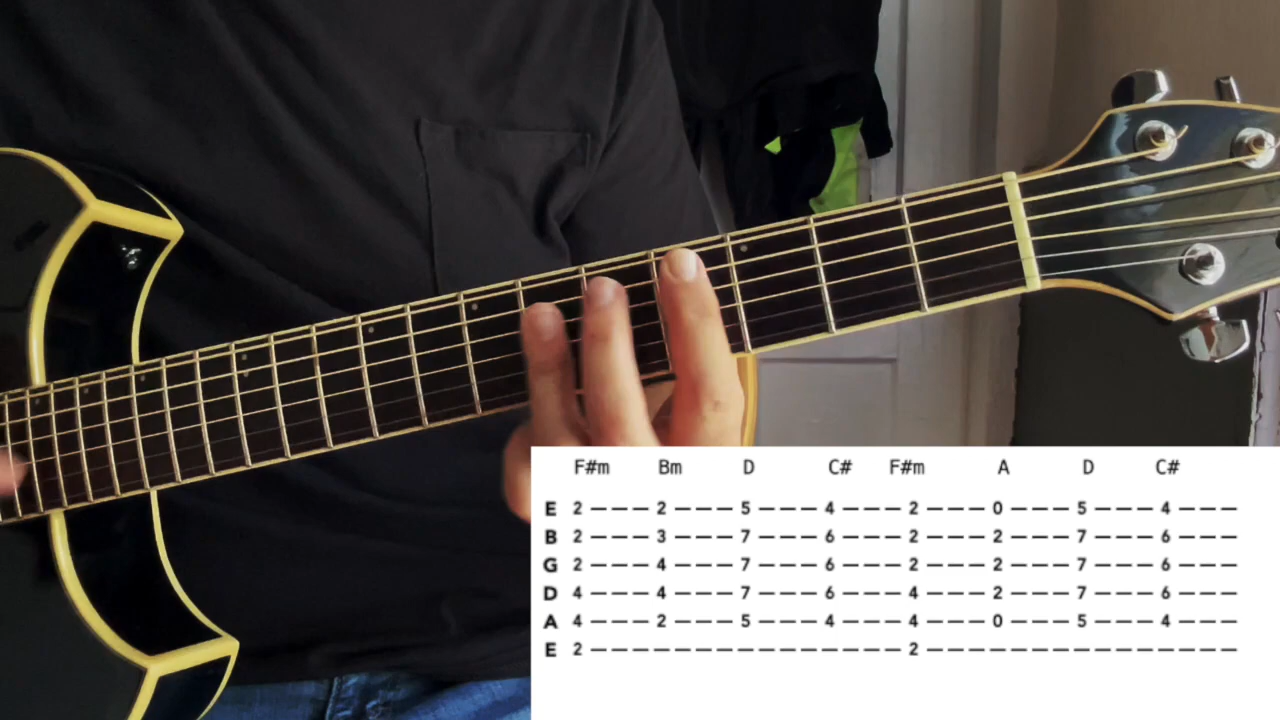 F#m Bm D C# F#m A D C#
E 2 ——— 2 ——— 5 ——— 4 ——— 2 ——— 0 ——— 5 ——— 4 ———
B 2 ——— 3 ——— 7 ——— 6 ——— 2 ——— 2 ——— 7 ——— 6 ———
G 2 ——— 4 ——— 7 ——— 6 ——— 2 ——— 2 ——— 7 ——— 6 ———
D 4 ——— 4 ——— 7 ——— 6 ——— 4 ——— 2 ——— 7 ——— 6 ———
A 4 ——— 2 ——— 5 ——— 4 ——— 4 ——— 0 ——— 5 ——— 4 ———
E 2 ——————————————— 2 ———————————————